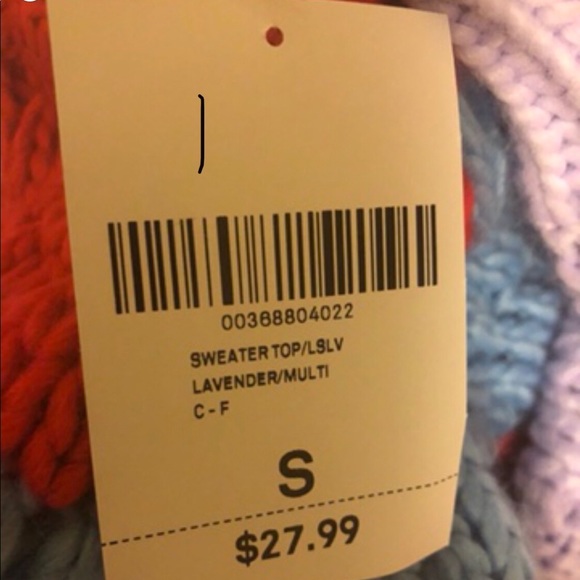 00368804022
SWEATER TOP/LSLV
LAVENDER/MULTI
C - F
S
$27.99